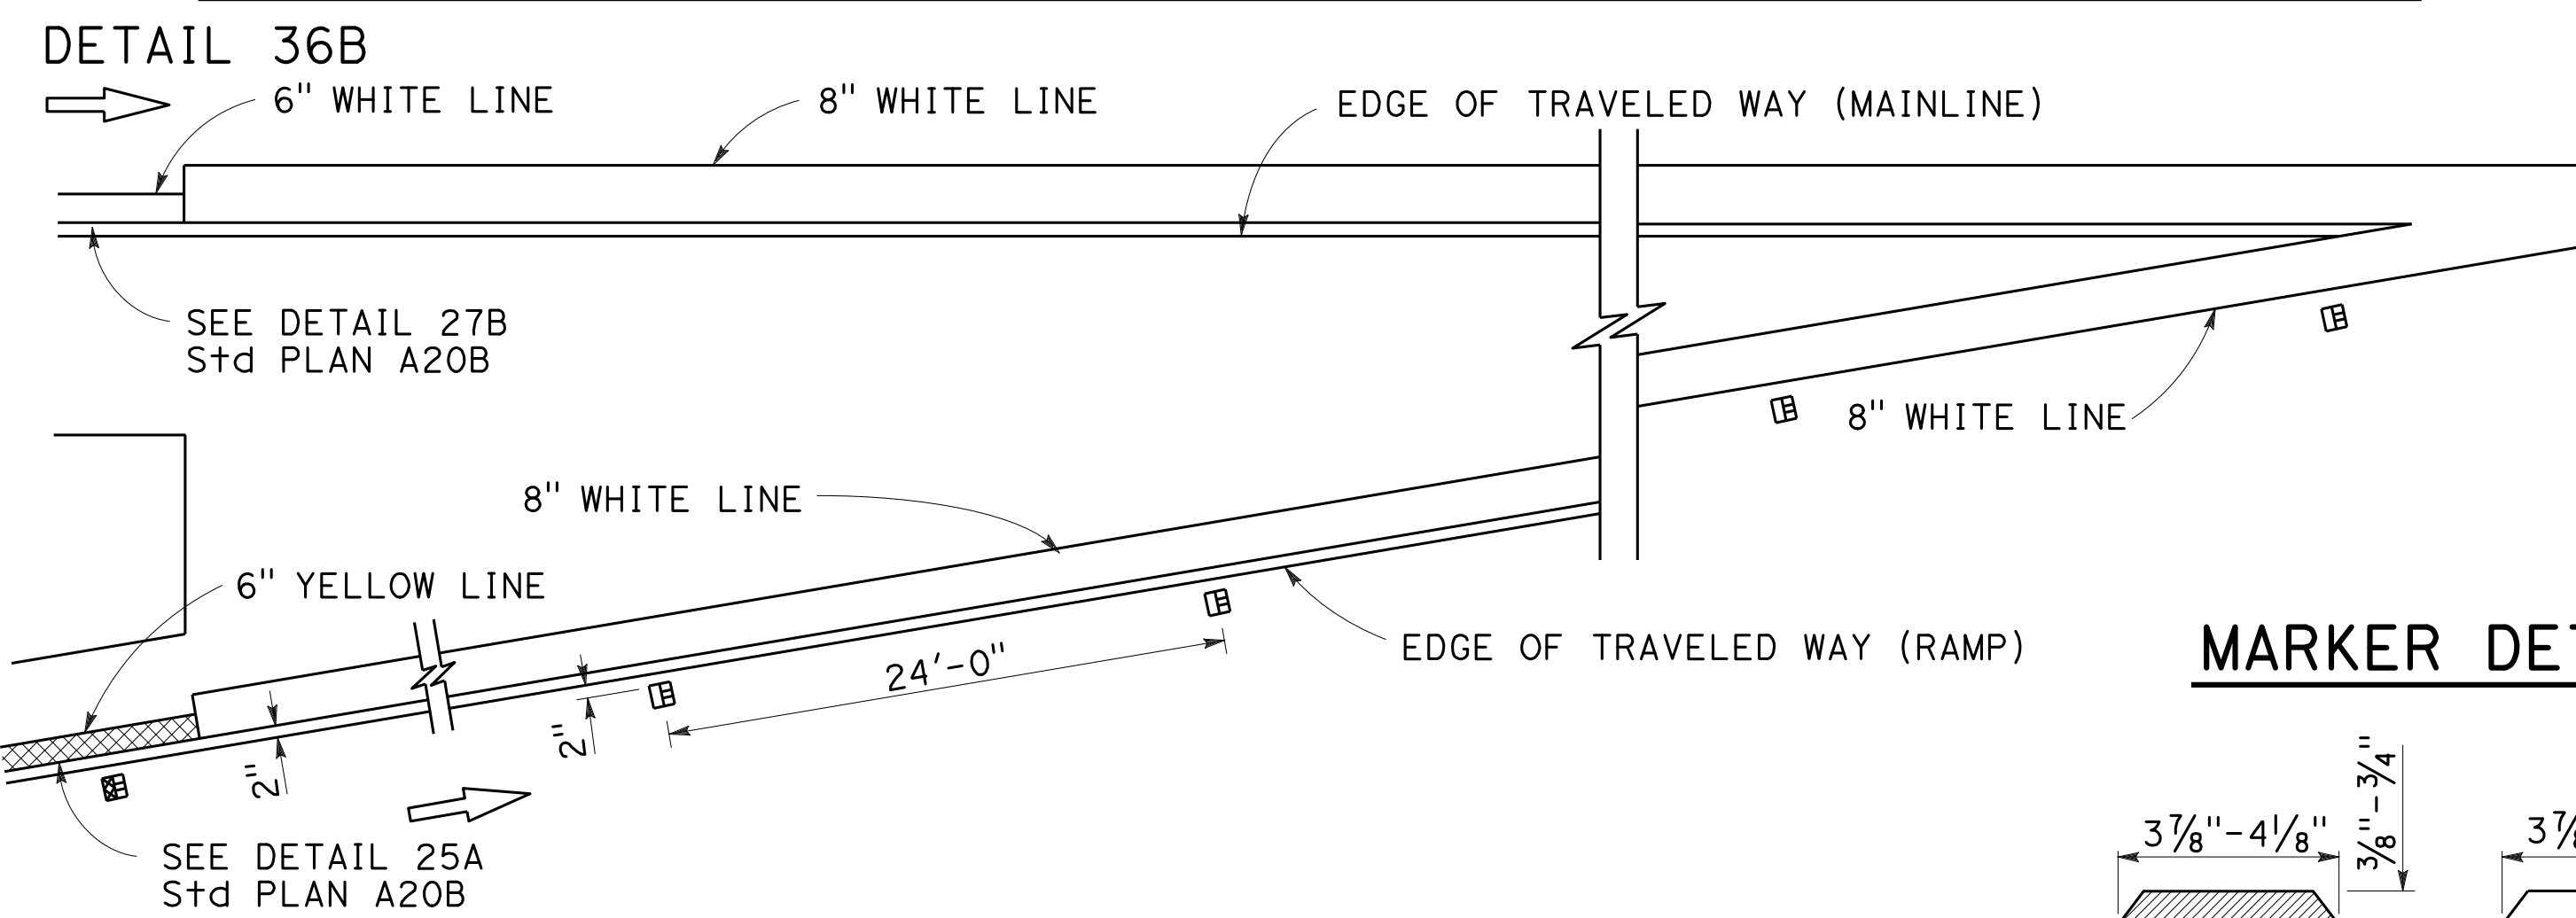 DETAIL 36B
6" WHITE LINE
8" WHITE LINE
EDGE OF TRAVELED WAY (MAINLINE)
SEE DETAIL 27B
Std PLAN A20B
8" WHITE LINE
8" WHITE LINE
6" YELLOW LINE
EDGE OF TRAVELED WAY (RAMP)
24'-0"
2"
2"
SEE DETAIL 25A
Std PLAN A20B
MARKER DET
3⅞"-4⅛"
⅜"-¾"